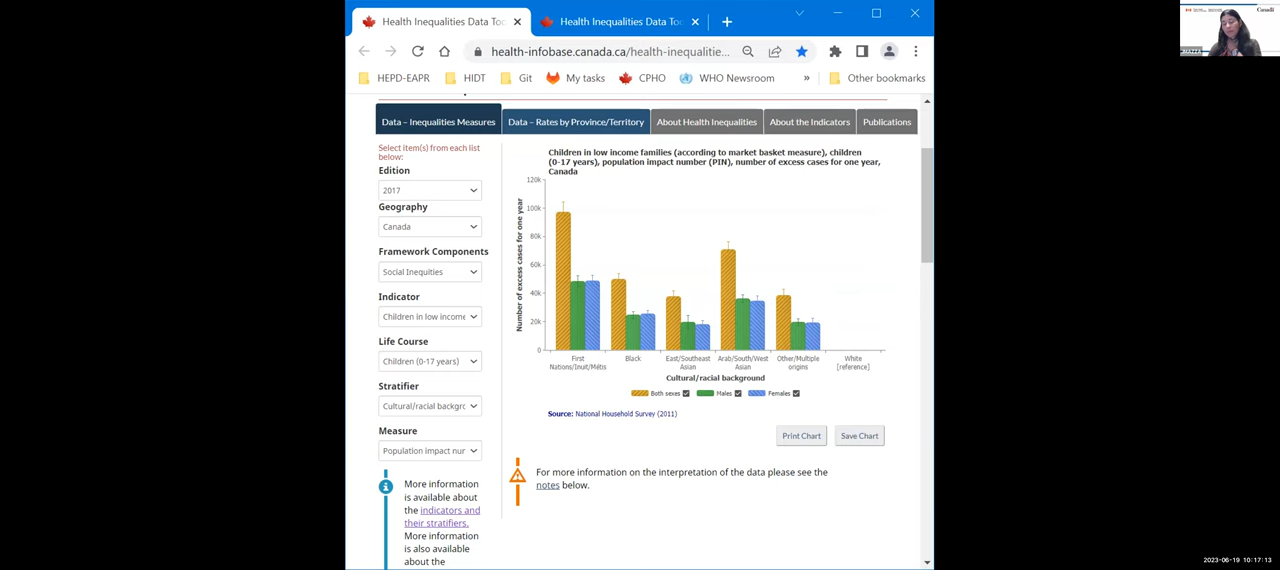 Health Inequalities Data Too
Health Inequalities Data Too
health-infobase.canada.ca/health-inequalitie...
HEPD-EAPR
HIDT
Git
My tasks
CPHO
WHO Newsroom
»
Other bookmarks
Data – Inequalities Measures
Data – Rates by Province/Territory
About Health Inequalities
About the Indicators
Publications
Select item(s) from each list
below:
Edition
2017
Geography
Canada
Framework Components
Social Inequities
Indicator
Children in low income
Life Course
Children (0-17 years)
Stratifier
Cultural/racial backgrc
Measure
Population impact nur
More information
is available about
the indicators and
their stratifiers.
More information
is also available
about the
Children in low income families (according to market basket measure), children
(0-17 years), population impact number (PIN), number of excess cases for one year,
Canada
Number of excess cases for one year
120k
100k
80k
60k
40k
20k
0
First
Nations/Inuit/Métis
Black
East/Southeast
Asian
Arab/South/West
Asian
Other/Multiple
origins
White
[reference]
Cultural/racial background
Both sexes
Males
Females
Source: National Household Survey (2011)
Print Chart
Save Chart
For more information on the interpretation of the data please see the
notes below.
Canada
2023-06-19 10:17:13